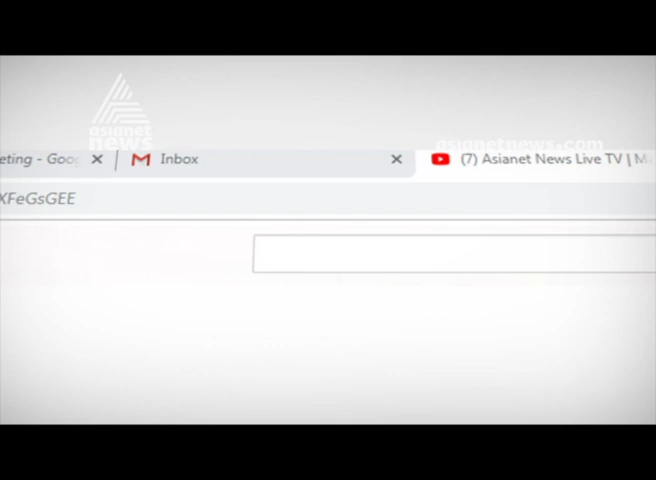 asianet
news
asianetnews.com
eting - Goog
Inbox
(7) Asianet News Live TV | M
XFeGsGEE